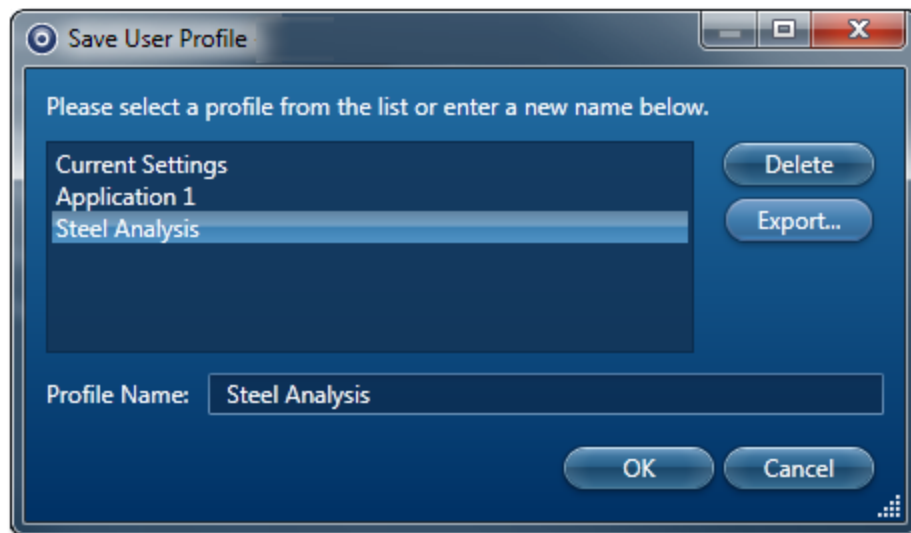 Save User Profile
Please select a profile from the list or enter a new name below.
Current Settings
Application 1
Steel Analysis
Delete
Export...
Profile Name: Steel Analysis
OK Cancel